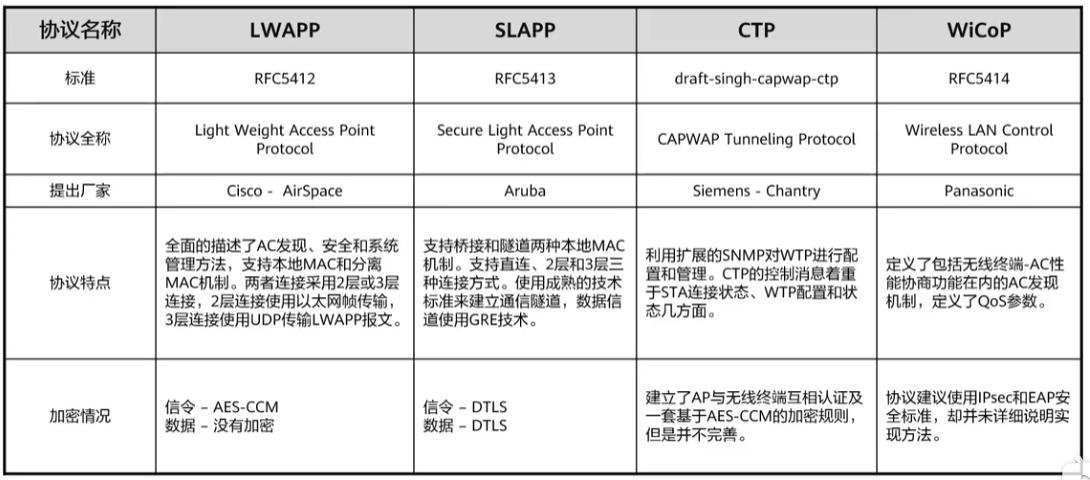 协议名称 LWAPP SLAPP CTP WiCoP
标准 RFC5412 RFC5413 draft-singh-capwap-ctp RFC5414
协议全称
Light Weight Access Point
Protocol
Secure Light Access Point
Protocol
CAPWAP Tunneling Protocol
Wireless LAN Control
Protocol
提出厂家 Cisco - AirSpace Aruba Siemens - Chantry Panasonic
协议特点
全面的描述了AC发现、安全和系统
管理方法，支持本地MAC和分离
MAC机制。两者连接采用2层或3层
连接，2层连接使用以太网帧传输，
3层连接使用UDP传输LWAPP报文。
支持桥接和隧道两种本地MAC
机制。支持直连、2层和3层三
种连接方式。使用成熟的技术
标准来建立通信隧道，数据信
道使用GRE技术。
利用扩展的SNMP对WTP进行配
置和管理。CTP的控制消息着重
于STA连接状态、WTP配置和状
态几方面。
定义了包括无线终端-AC性
能协商功能在内的AC发现
机制，定义了QoS参数。
加密情况
信令 – AES-CCM
数据 – 没有加密
信令 – DTLS
数据 – DTLS
建立了AP与无线终端互相认证及
一套基于AES-CCM的加密规则，
但是并不完善。
协议建议使用IPsec和EAP安
全标准，却并未详细说明实
现方法。